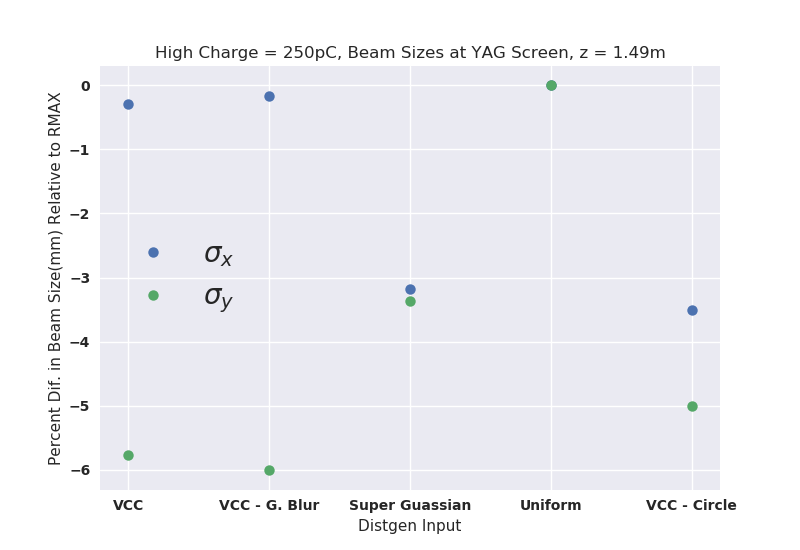 High Charge = 250pC, Beam Sizes at YAG Screen, z = 1.49m
Percent Dif. in Beam Size(mm) Relative to RMAX
0
−1
−2
−3
−4
−5
−6
σx
σy
VCC
VCC - G. Blur
Super Guassian
Uniform
VCC - Circle
Distgen Input